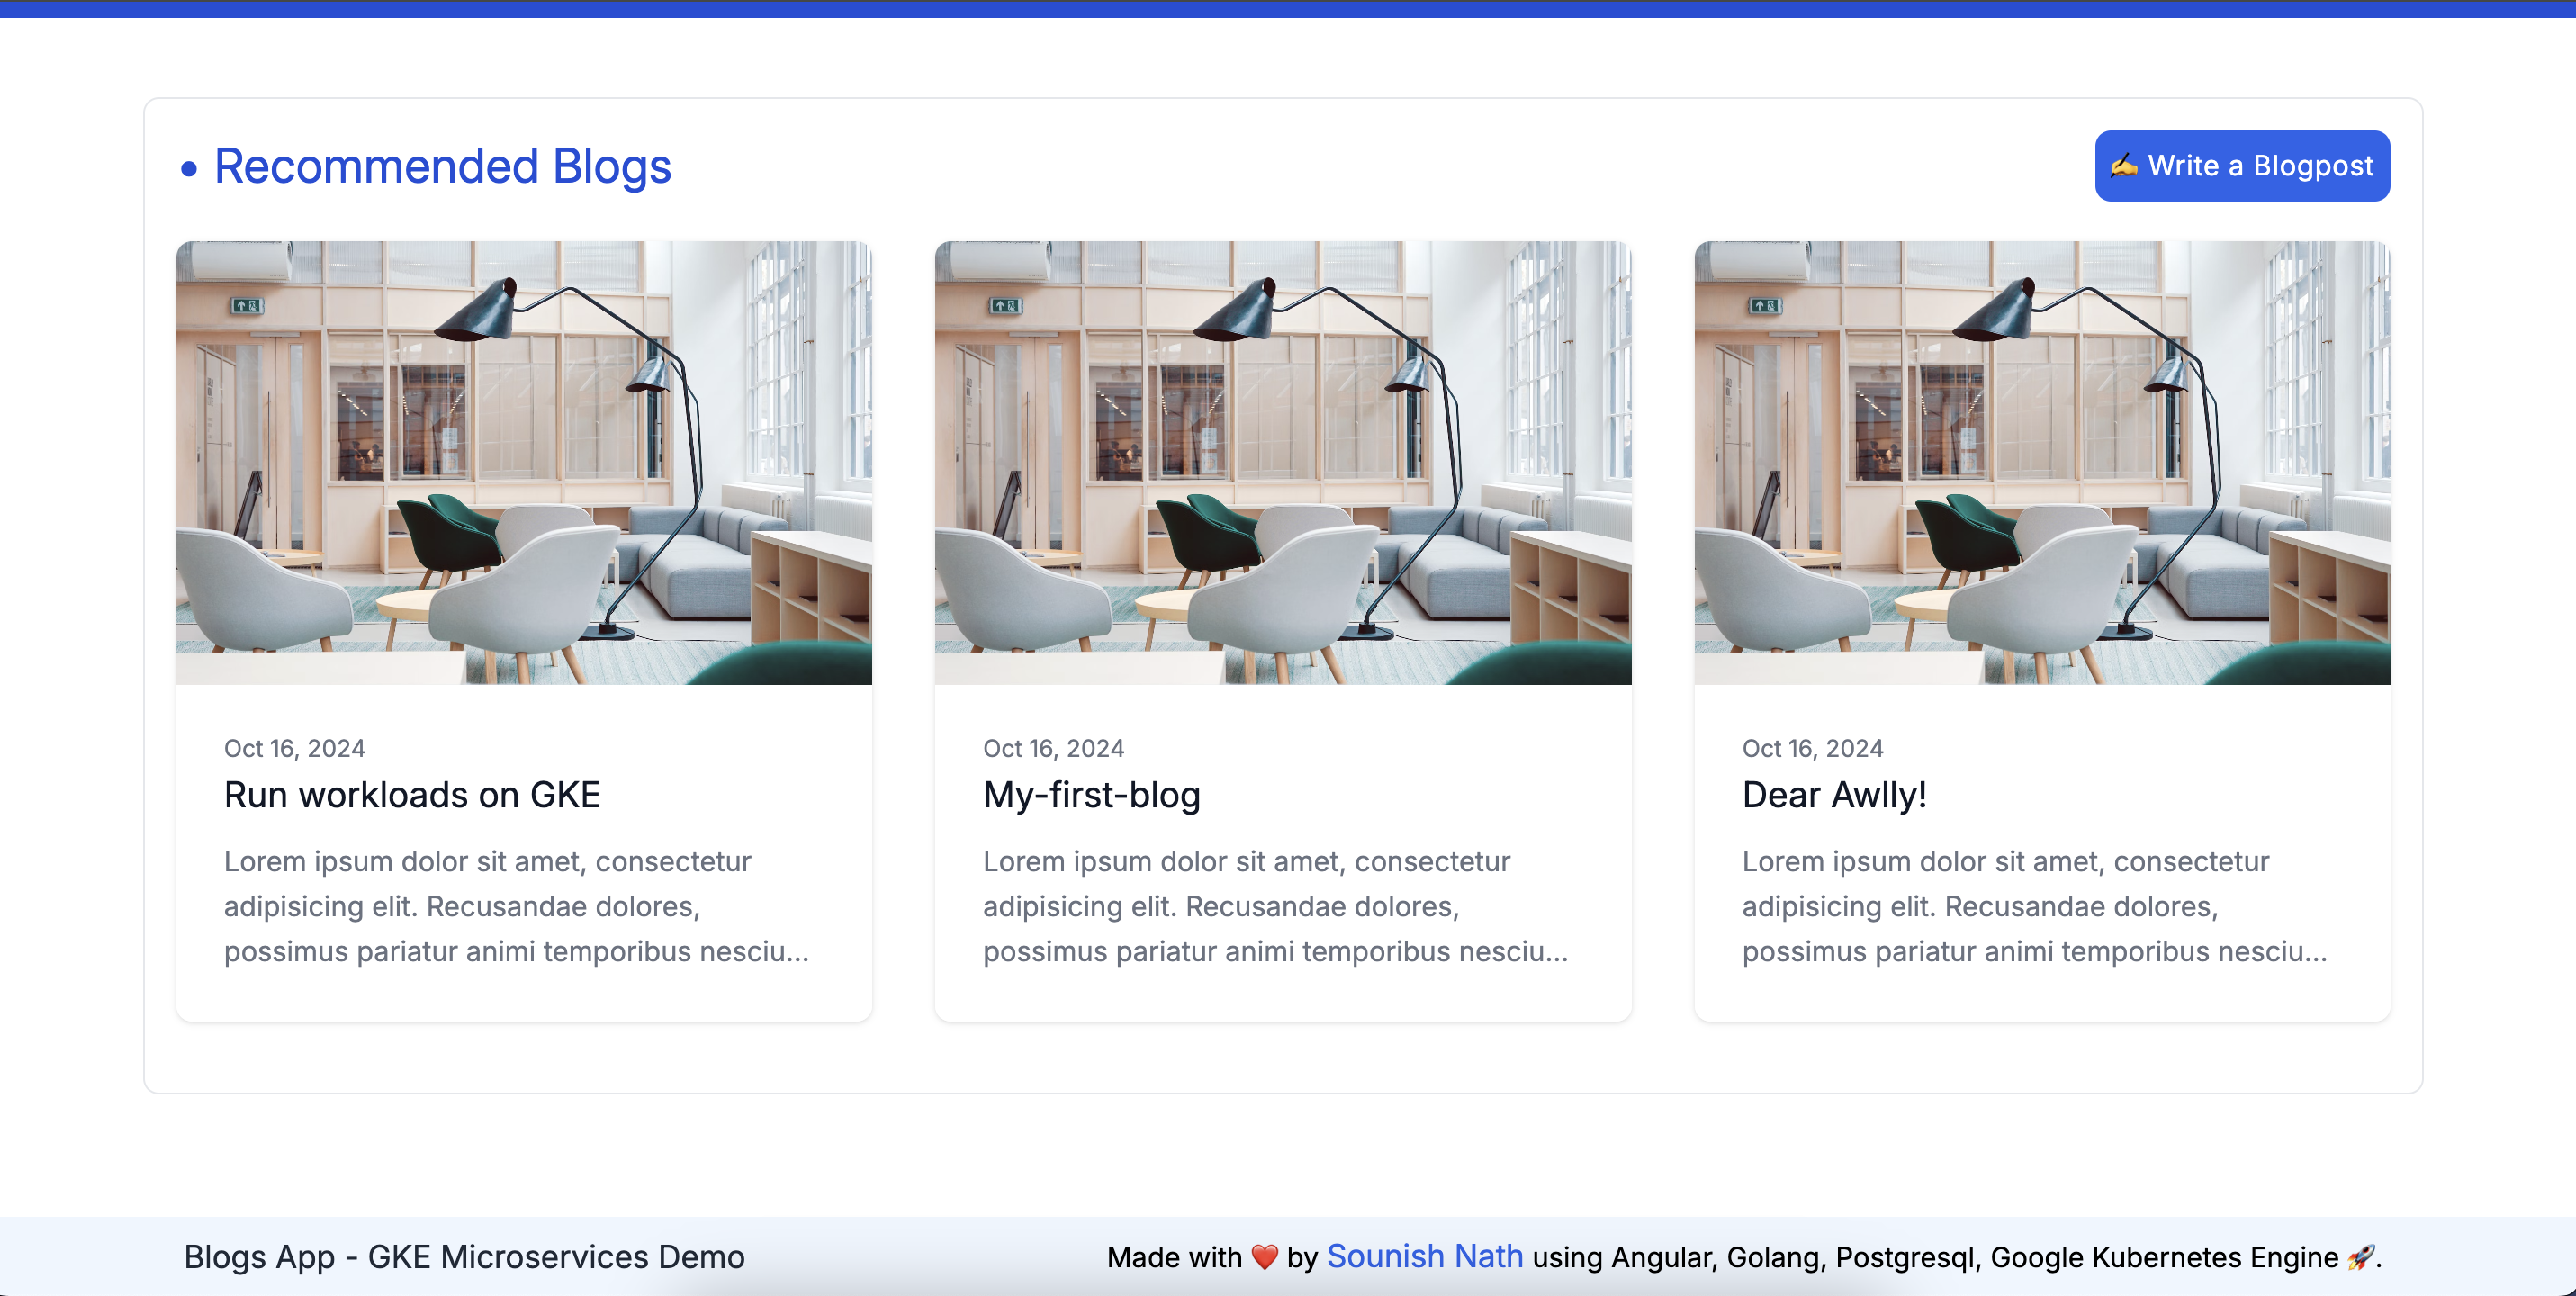 • Recommended Blogs
✍️ Write a Blogpost
Oct 16, 2024
Run workloads on GKE
Lorem ipsum dolor sit amet, consectetur
adipisicing elit. Recusandae dolores,
possimus pariatur animi temporibus nesciu...
Oct 16, 2024
My-first-blog
Lorem ipsum dolor sit amet, consectetur
adipisicing elit. Recusandae dolores,
possimus pariatur animi temporibus nesciu...
Oct 16, 2024
Dear Awlly!
Lorem ipsum dolor sit amet, consectetur
adipisicing elit. Recusandae dolores,
possimus pariatur animi temporibus nesciu...
Blogs App - GKE Microservices Demo
Made with ❤️ by Sounish Nath using Angular, Golang, Postgresql, Google Kubernetes Engine 🚀.